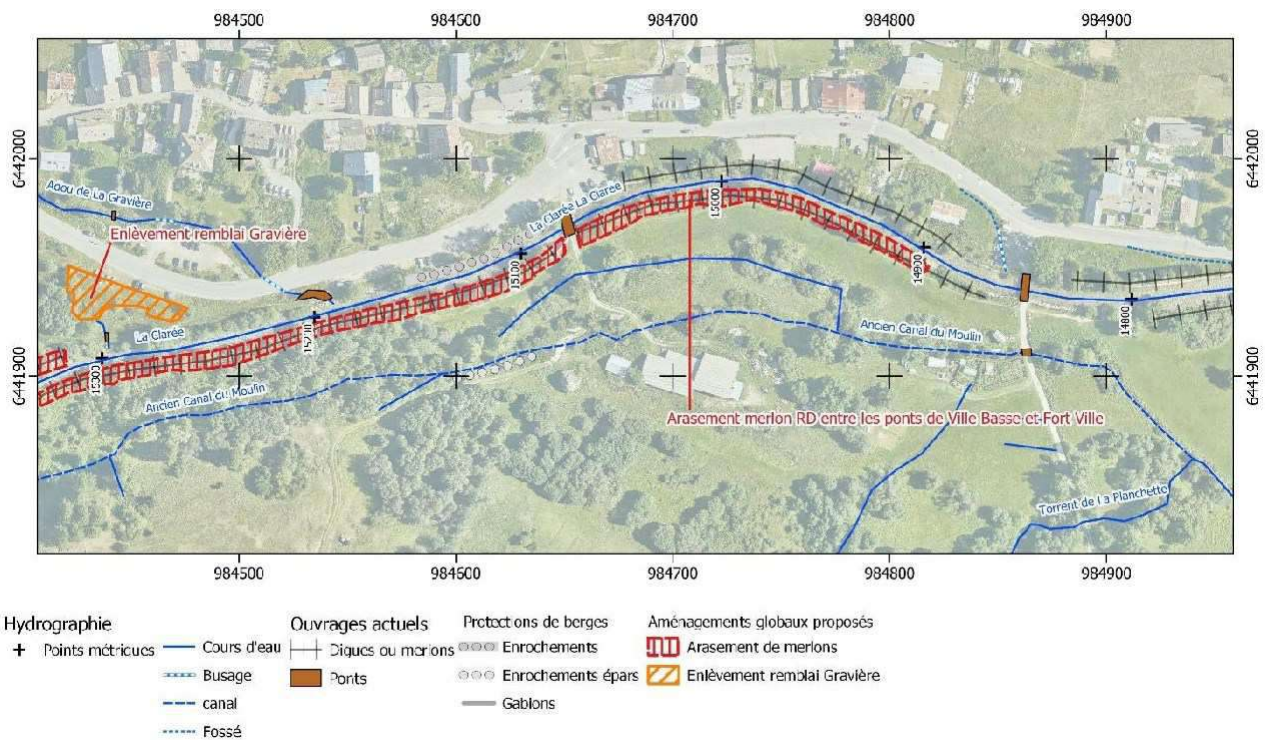 984500 984600 984700 984800 984900
6442000
6442000
Adou de La Gravière
Enlèvement remblai Gravière
La Clarée La Clarée
15000
15100
14900
La Clarée
15200
14800
15300
Ancien Canal du Moulin
Ancien Canal du Moulin
6441900
6441900
Arasement merlon RD entre les ponts de Ville Basse et Fort Ville
Torrent de La Planchette
984500 984600 984700 984800 984900
Hydrographie
Points métriques
Cours d'eau
Busage
canal
Fossé
Ouvrages actuels
Digues ou merlons
Ponts
Protections de berges
Enrochements
Enrochements épars
Gabions
Aménagements globaux proposés
Arasement de merlons
Enlèvement remblai Gravière